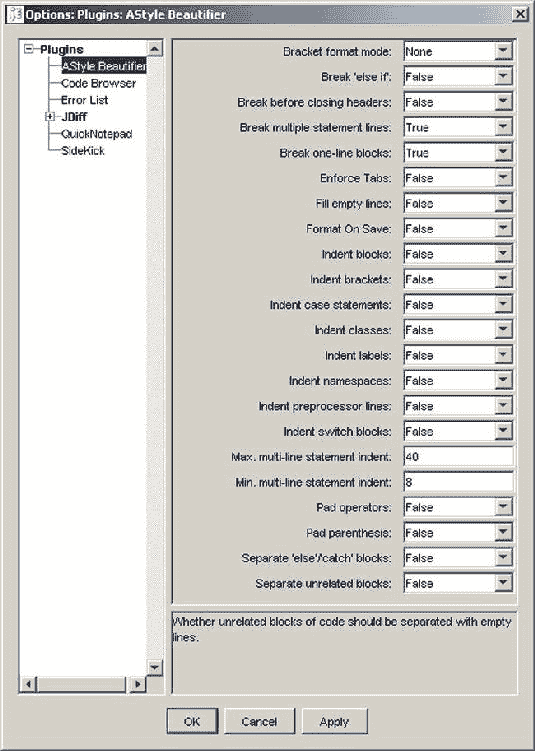 Options: Plugins: AStyle Beautifier
Plugins
AStyle Beautifier
Code Browser
Error List
JDiff
QuickNotepad
SideKick
Bracket format mode: None
Break 'else if': False
Break before closing headers: False
Break multiple statement lines: True
Break one-line blocks: True
Enforce Tabs: False
Fill empty lines: False
Format On Save: False
Indent blocks: False
Indent brackets: False
Indent case statements: False
Indent classes: False
Indent labels: False
Indent namespaces: False
Indent preprocessor lines: False
Indent switch blocks: False
Max. multi-line statement indent: 40
Min. multi-line statement indent: 8
Pad operators: False
Pad parenthesis: False
Separate 'else'/catch' blocks: False
Separate unrelated blocks: False
Whether unrelated blocks of code should be separated with empty
lines.
OK Cancel Apply